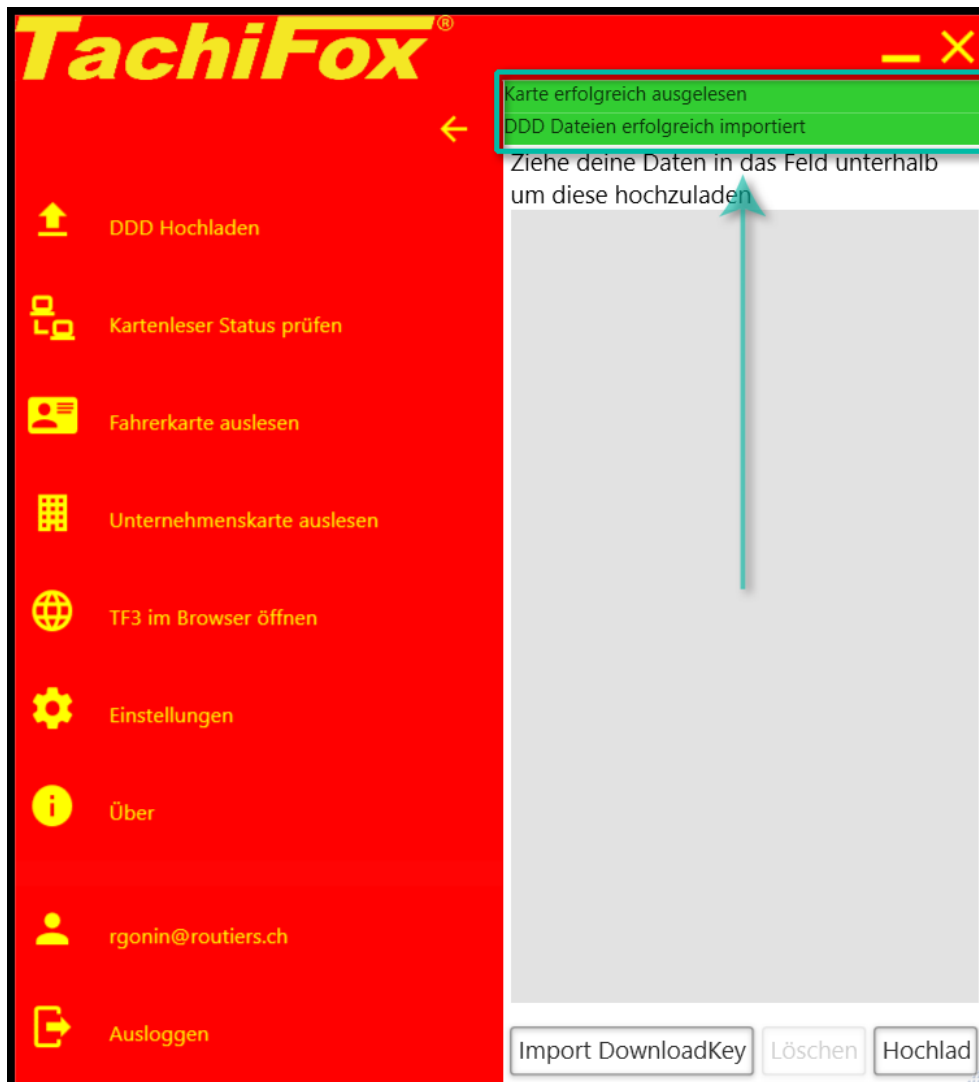 TachiFox®
Karte erfolgreich ausgelesen
DDD Dateien erfolgreich importiert
Ziehe deine Daten in das Feld unterhalb
um diese hochzuladen
DDD Hochladen
Kartenleser Status prüfen
Fahrerkarte auslesen
Unternehmenskarte auslesen
TF3 im Browser öffnen
Einstellungen
Über
rgonin@routiers.ch
Ausloggen
Import DownloadKey
Löschen
Hochlad